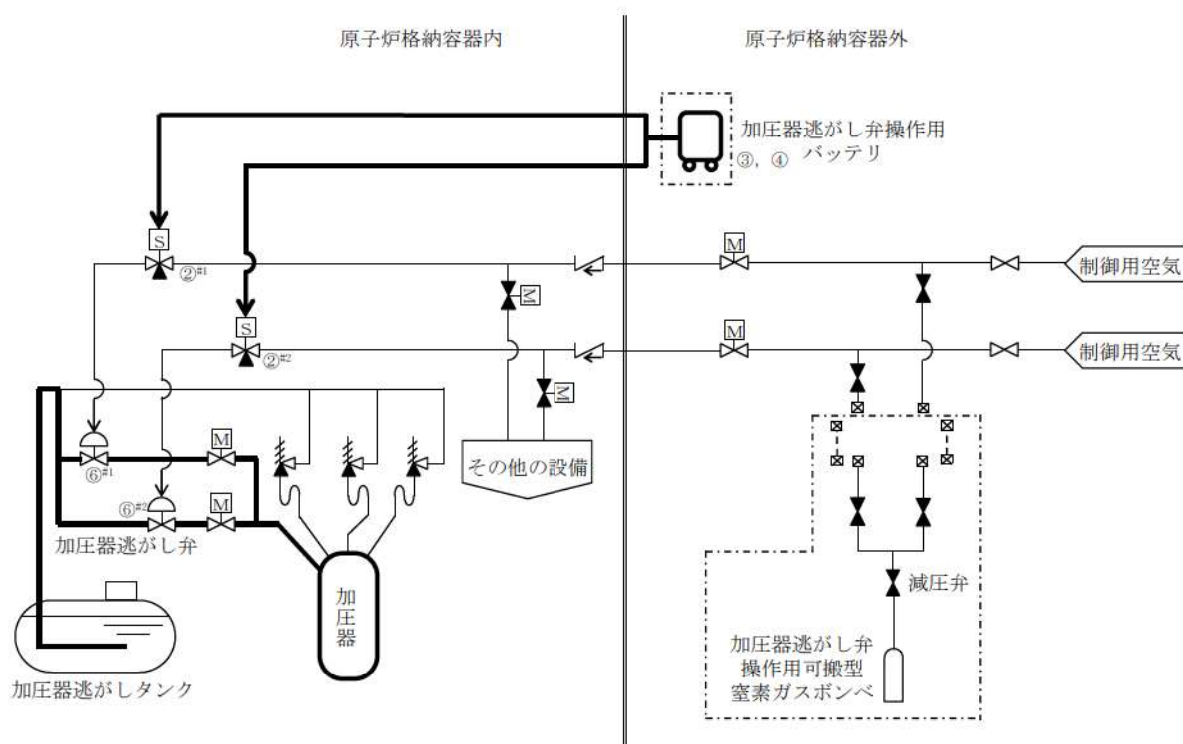 原子炉格納容器内
原子炉格納容器外
加圧器逃がし弁操作用
③，④ バッテリ
S
②#1
M
制御用空気
M
S
②#2
M
制御用空気
M
M
⑥#1
その他の設備
⑥#2
M
加圧器逃がし弁
加圧器
減圧弁
加圧器逃がし弁
操作用可搬型
窒素ガスボンベ
加圧器逃がしタンク